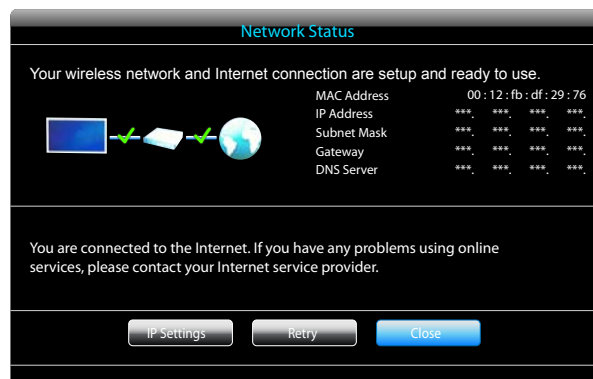 Network Status
Your wireless network and Internet connection are setup and ready to use.
MAC Address 00 : 12 : fb : df : 29 : 76
IP Address ***. ***. ***. ***.
Subnet Mask ***. ***. ***. ***.
Gateway ***. ***. ***. ***.
DNS Server ***. ***. ***. ***.
You are connected to the Internet. If you have any problems using online
services, please contact your Internet service provider.
IP Settings Retry Close